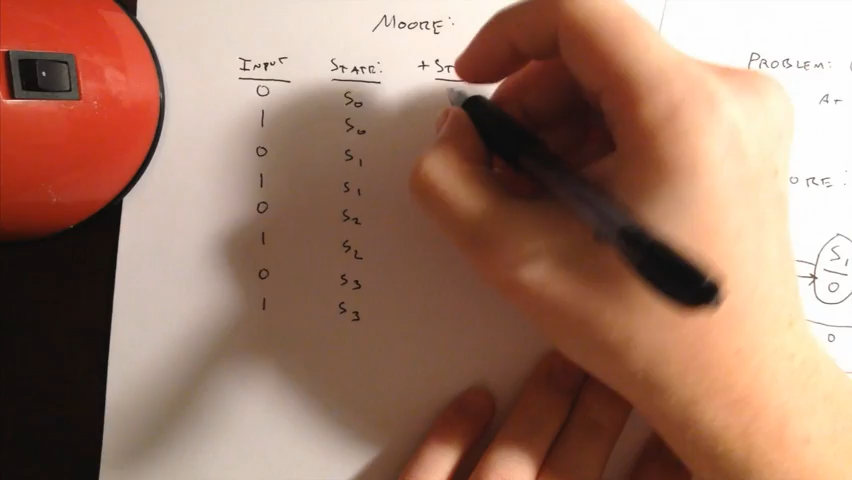 MOORE:
INPUT STATE: + ST
0 S0
1 S0
0 S1
1 S1
0 S2
1 S2
0 S3
1 S3
PROBLEM:
A
ORE:
S1
0
0